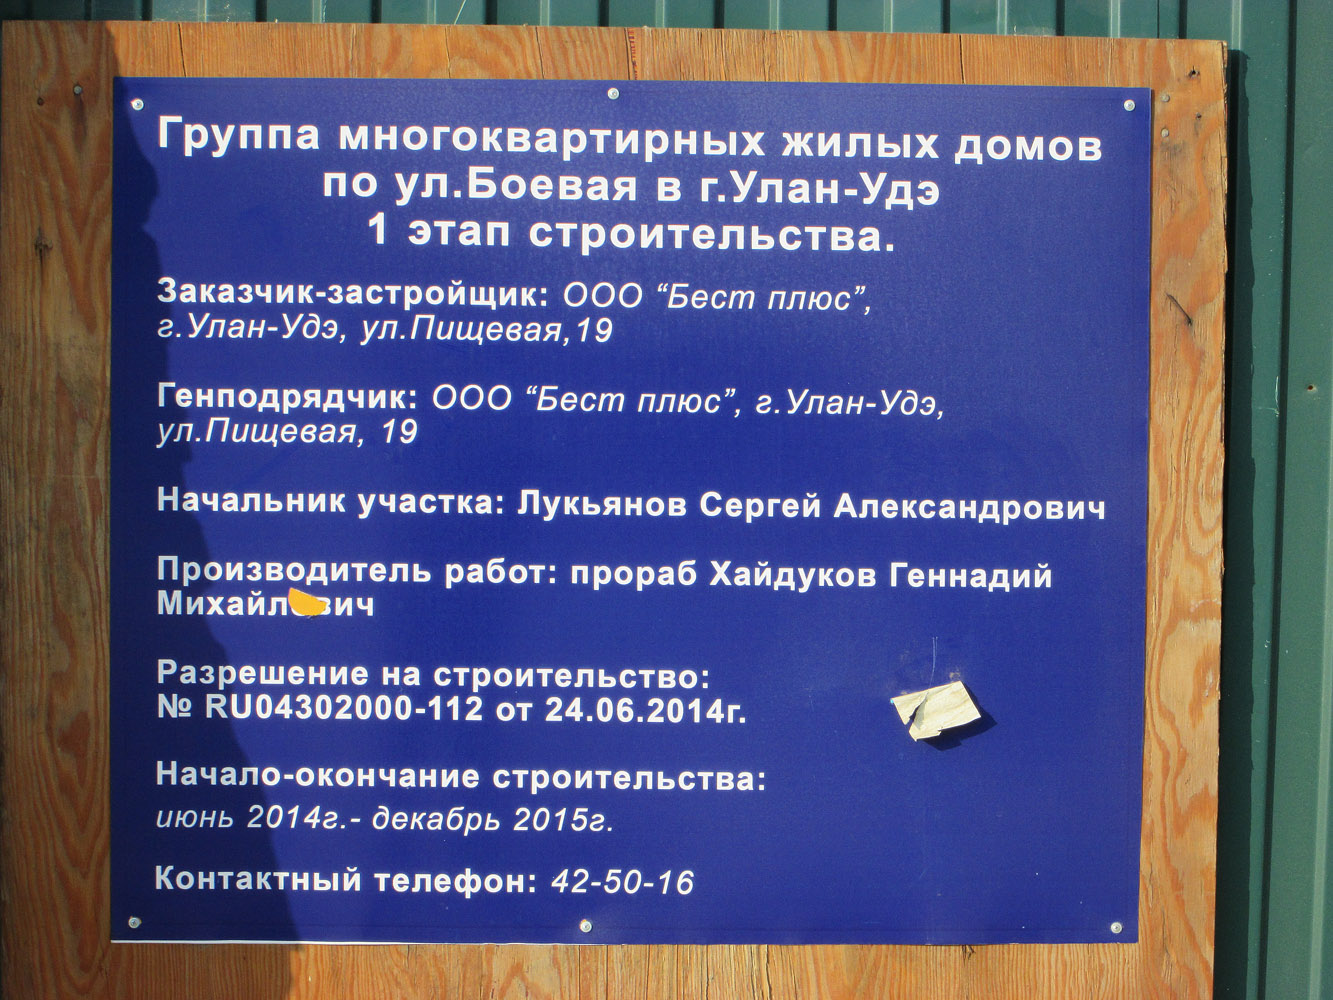 Группа многоквартирных жилых домов
по ул.Боевая в г.Улан-Удэ
1 этап строительства.
Заказчик-застройщик: ООО “Бест плюс”,
г.Улан-Удэ, ул.Пищевая,19
Генподрядчик: ООО “Бест плюс”, г.Улан-Удэ,
ул.Пищевая, 19
Начальник участка: Лукьянов Сергей Александрович
Производитель работ: прораб Хайдуков Геннадий
Михайлович
Разрешение на строительство:
№ RU04302000-112 от 24.06.2014г.
Начало-окончание строительства:
июнь 2014г.- декабрь 2015г.
Контактный телефон: 42-50-16